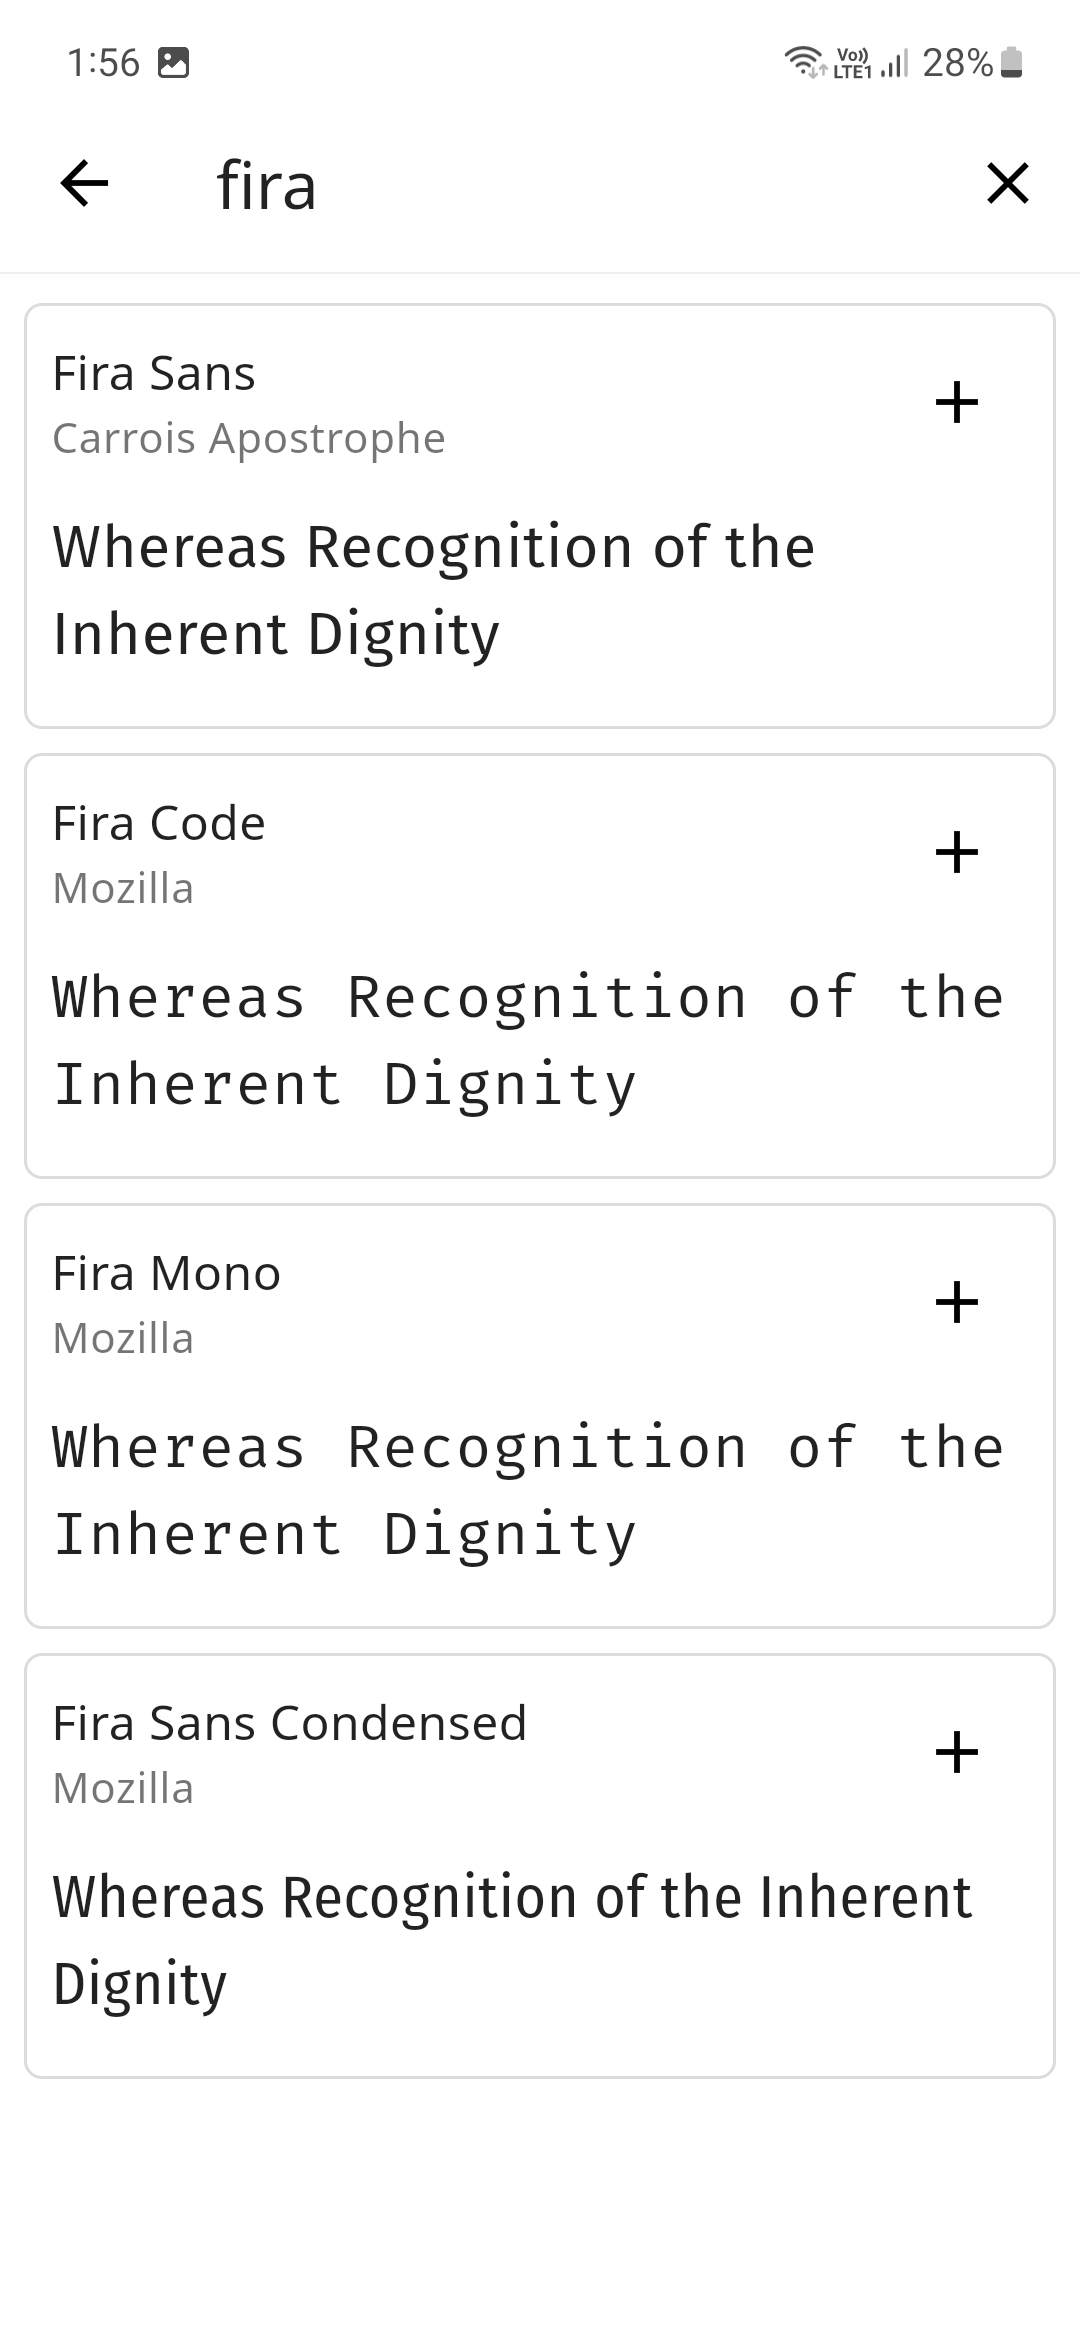 1:56 Vo)) LTE1 28%
fira
Fira Sans
Carrois Apostrophe
Whereas Recognition of the
Inherent Dignity
Fira Code
Mozilla
Whereas Recognition of the
Inherent Dignity
Fira Mono
Mozilla
Whereas Recognition of the
Inherent Dignity
Fira Sans Condensed
Mozilla
Whereas Recognition of the Inherent
Dignity